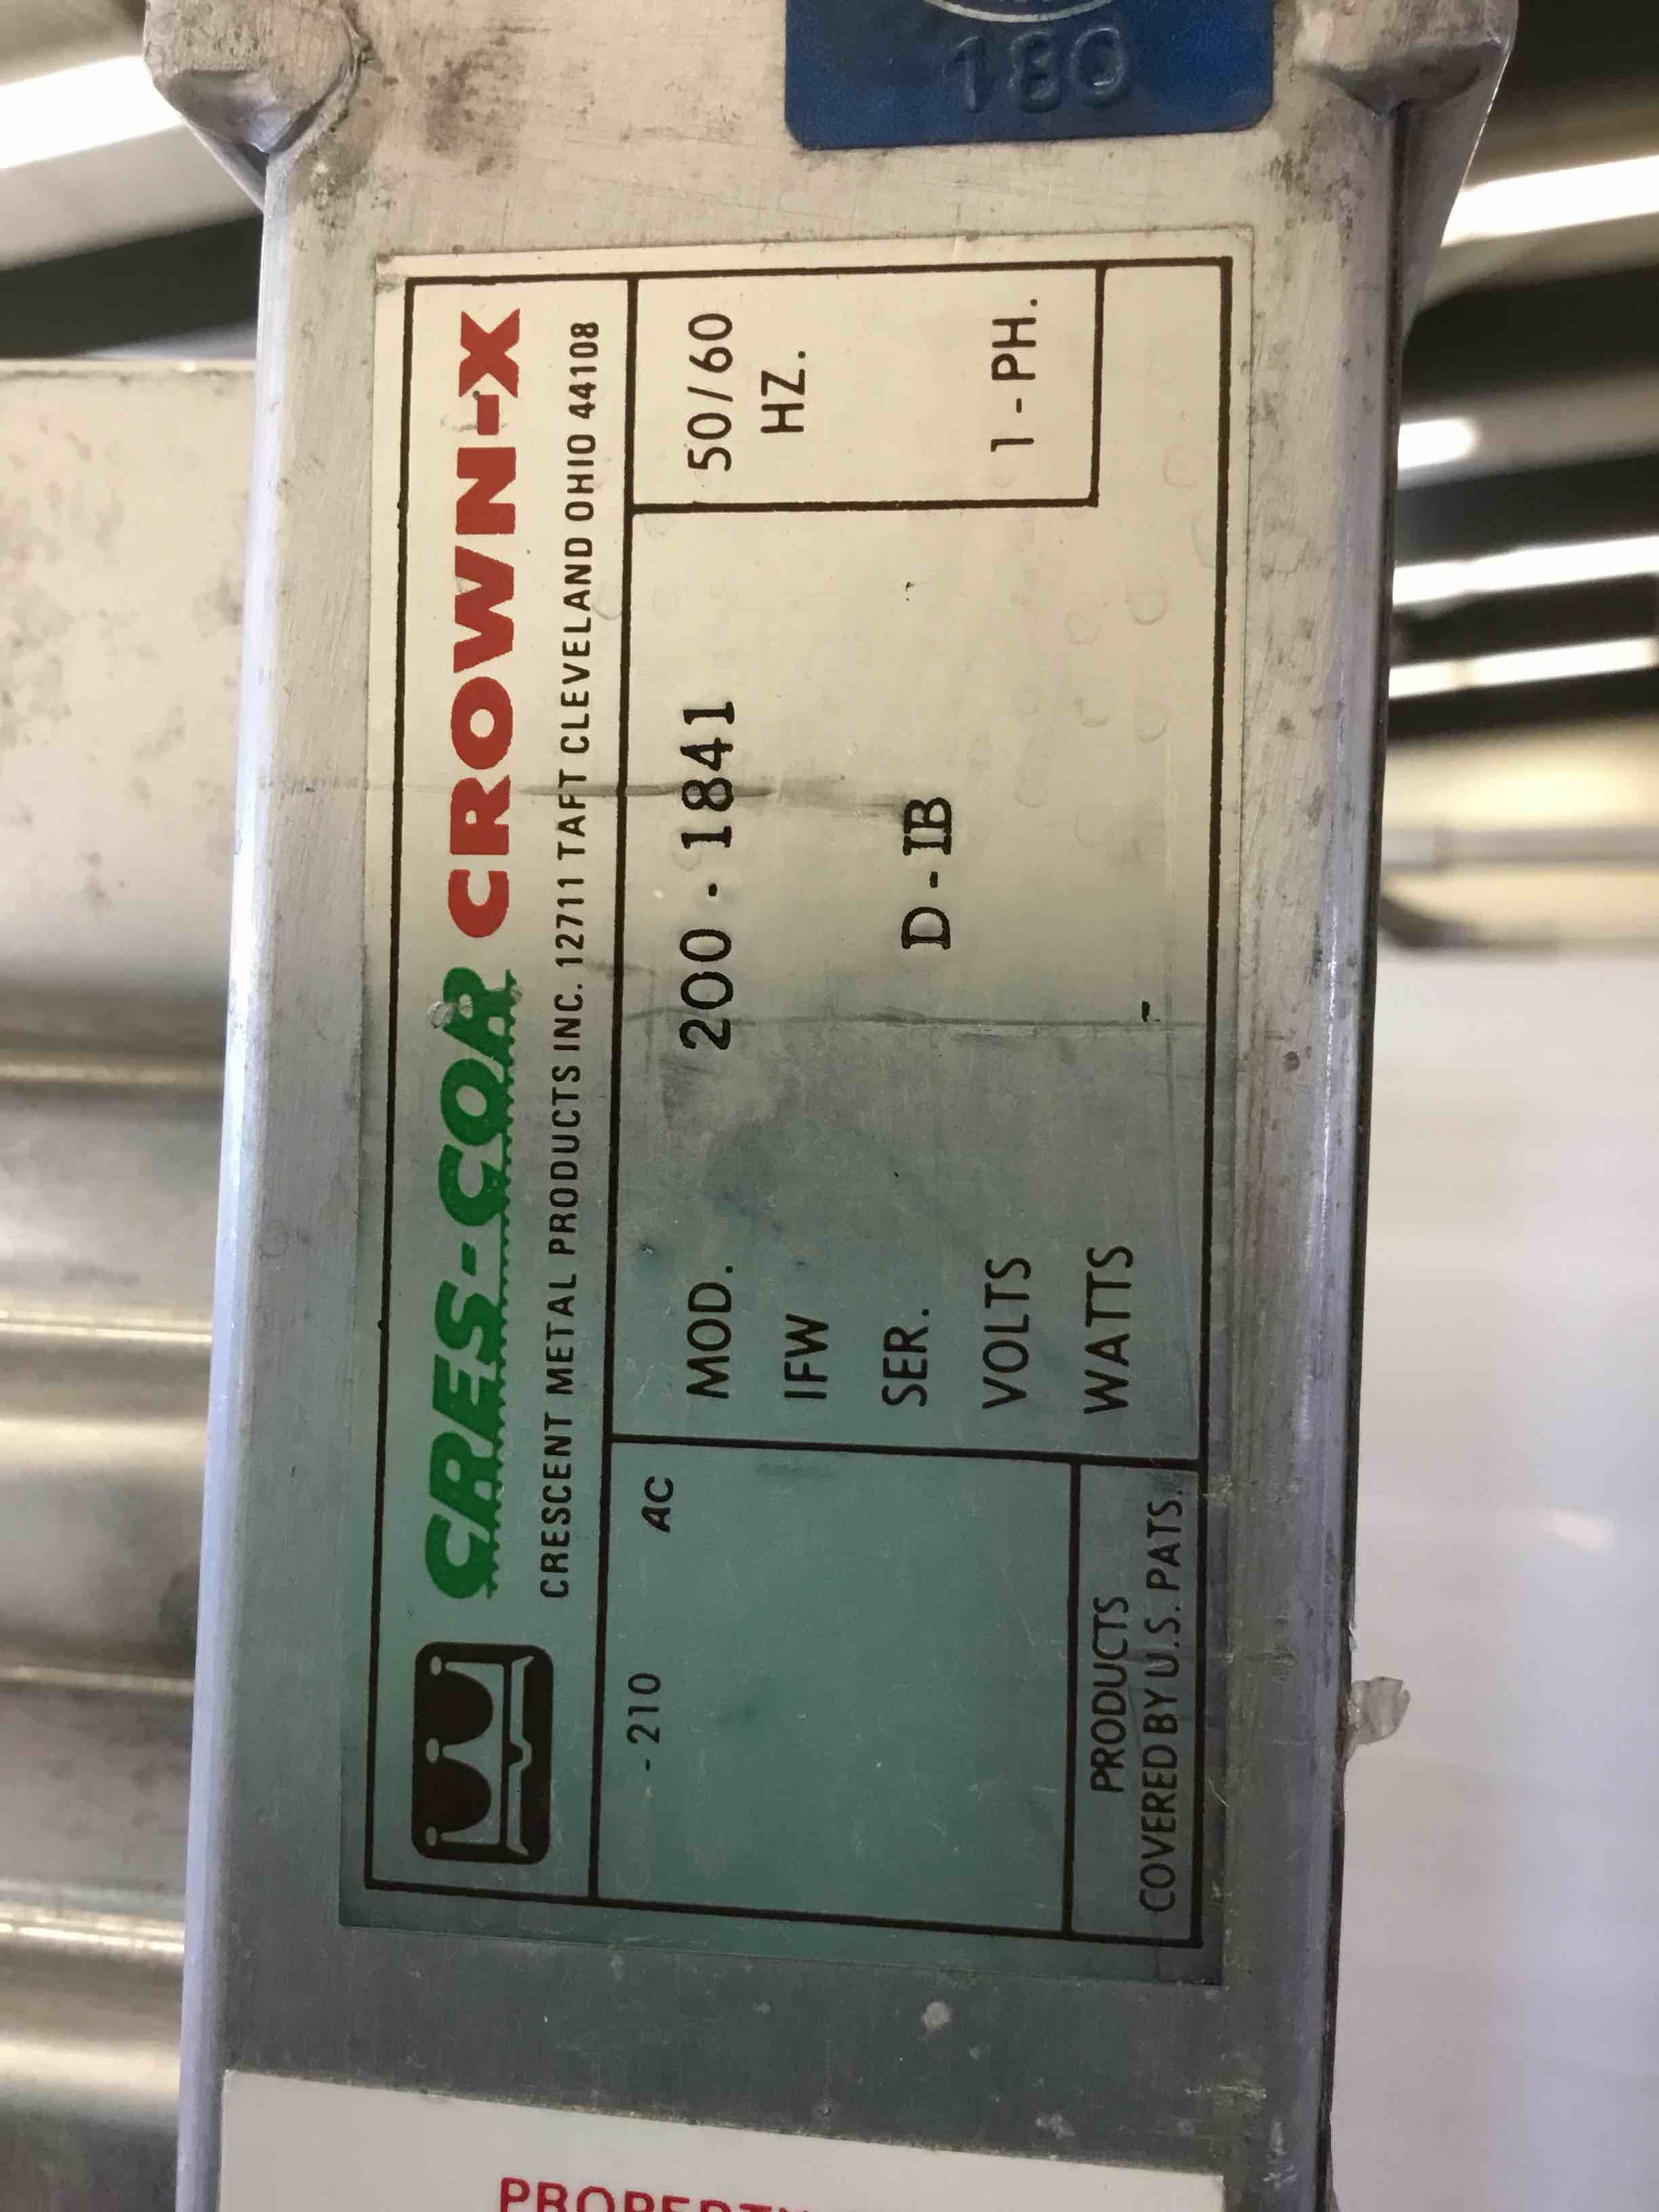 180
CRES-COR CROWN-X
CRESCENT METAL PRODUCTS INC. 12711 TAFT CLEVELAND OHIO 44108
-210 AC
MOD. 200-1841
50/60
HZ.
IFW
SER. D-IB
VOLTS
1-PH.
WATTS -
PRODUCTS
COVERED BY U.S. PATS.
PROPERTY